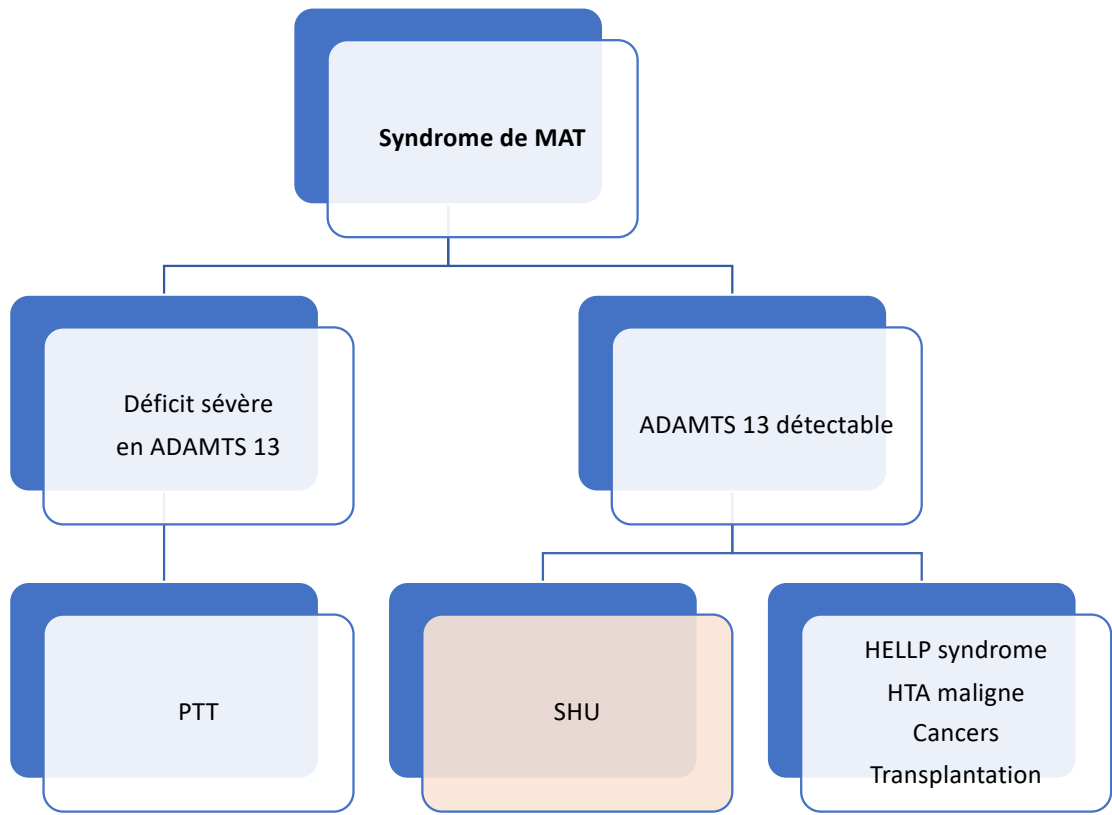 Syndrome de MAT
Déficit sévère
en ADAMTS 13
ADAMTS 13 détectable
PTT
SHU
HELLP syndrome
HTA maligne
Cancers
Transplantation